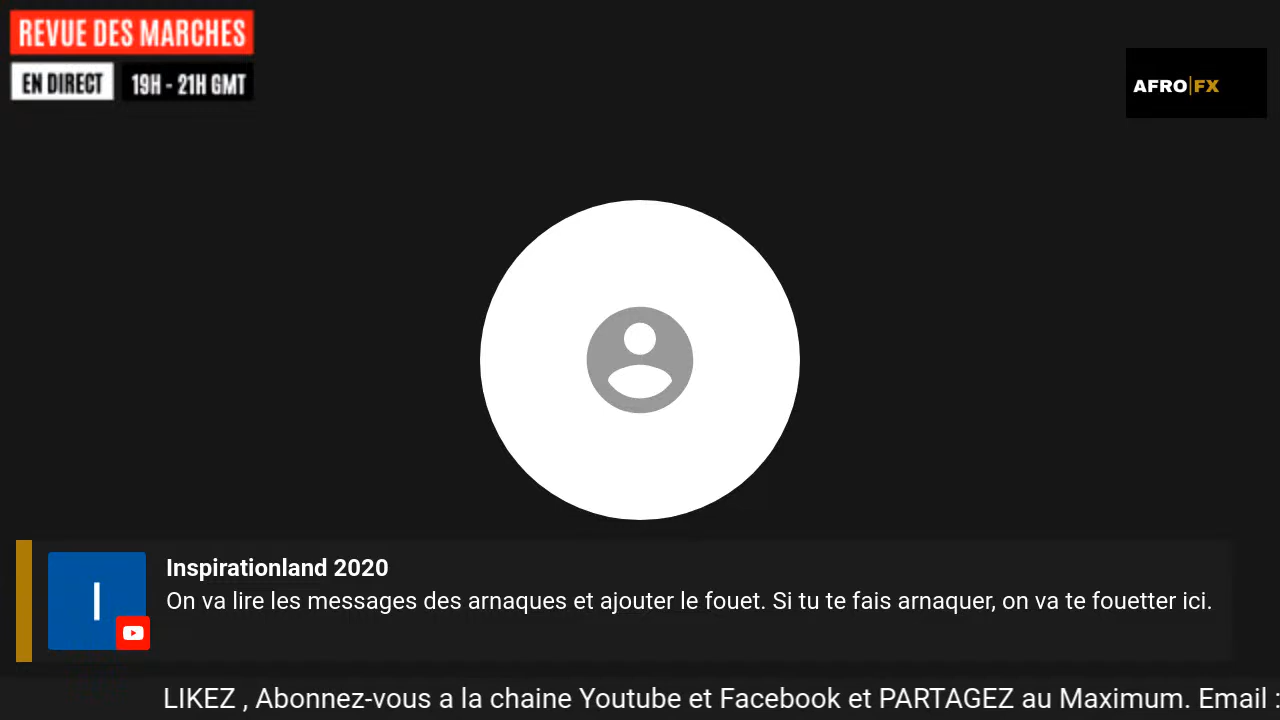 REVUE DES MARCHES
EN DIRECT 19H - 21H GMT
AFRO|FX
I
Inspirationland 2020
On va lire les messages des arnaques et ajouter le fouet. Si tu te fais arnaquer, on va te fouetter ici.
LIKEZ , Abonnez-vous a la chaine Youtube et Facebook et PARTAGEZ au Maximum. Email :